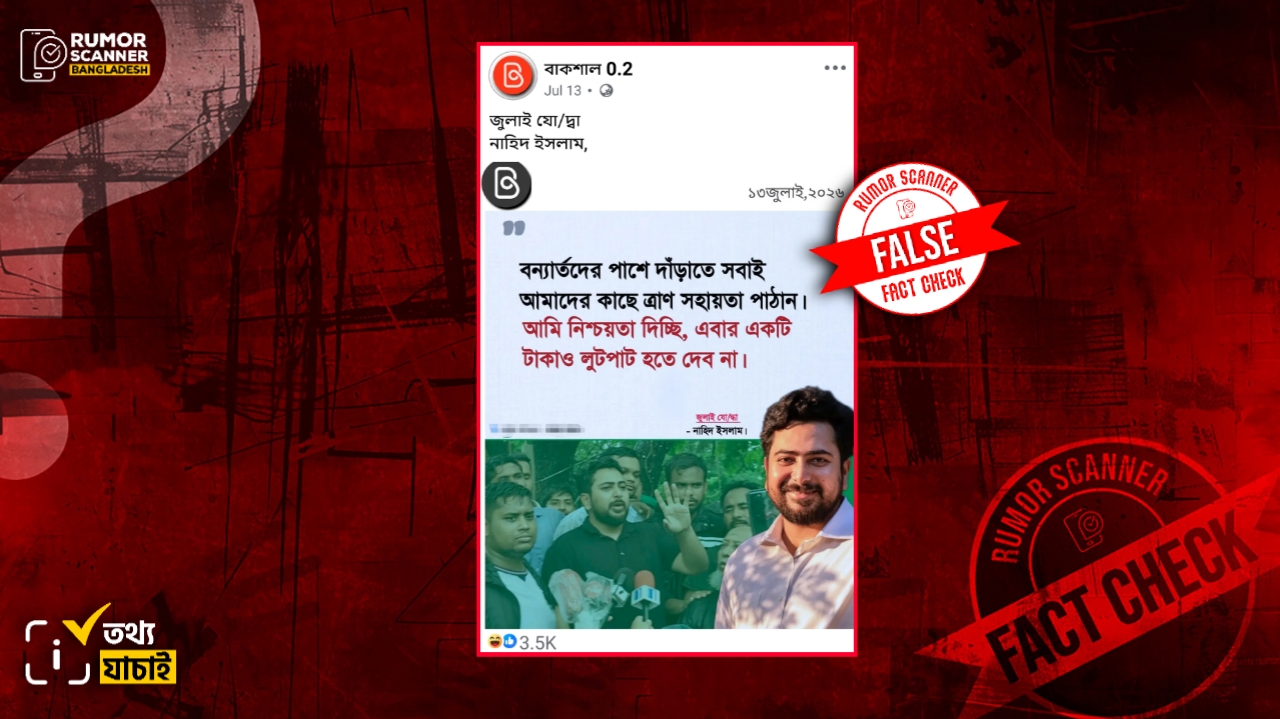 RUMOR
SCANNER
BANGLADESH
বাকশাল 0.2
Jul 13
জুলাই যো/দ্ধা
নাহিদ ইসলাম,
১৩জুলাই,২০২৬
বন্যার্তদের পাশে দাঁড়াতে সবাই
আমাদের কাছে ত্রাণ সহায়তা পাঠান।
আমি নিশ্চয়তা দিচ্ছি, এবার একটি
টাকাও লুটপাট হতে দেব না।
জুলাই যো/দ্ধা
- নাহিদ ইসলাম।
3.5K
RUMOR SCANNER
FALSE
FACT CHECK
RUMOR SCANNER
FACT CHECK
তথ্য
যাচাই